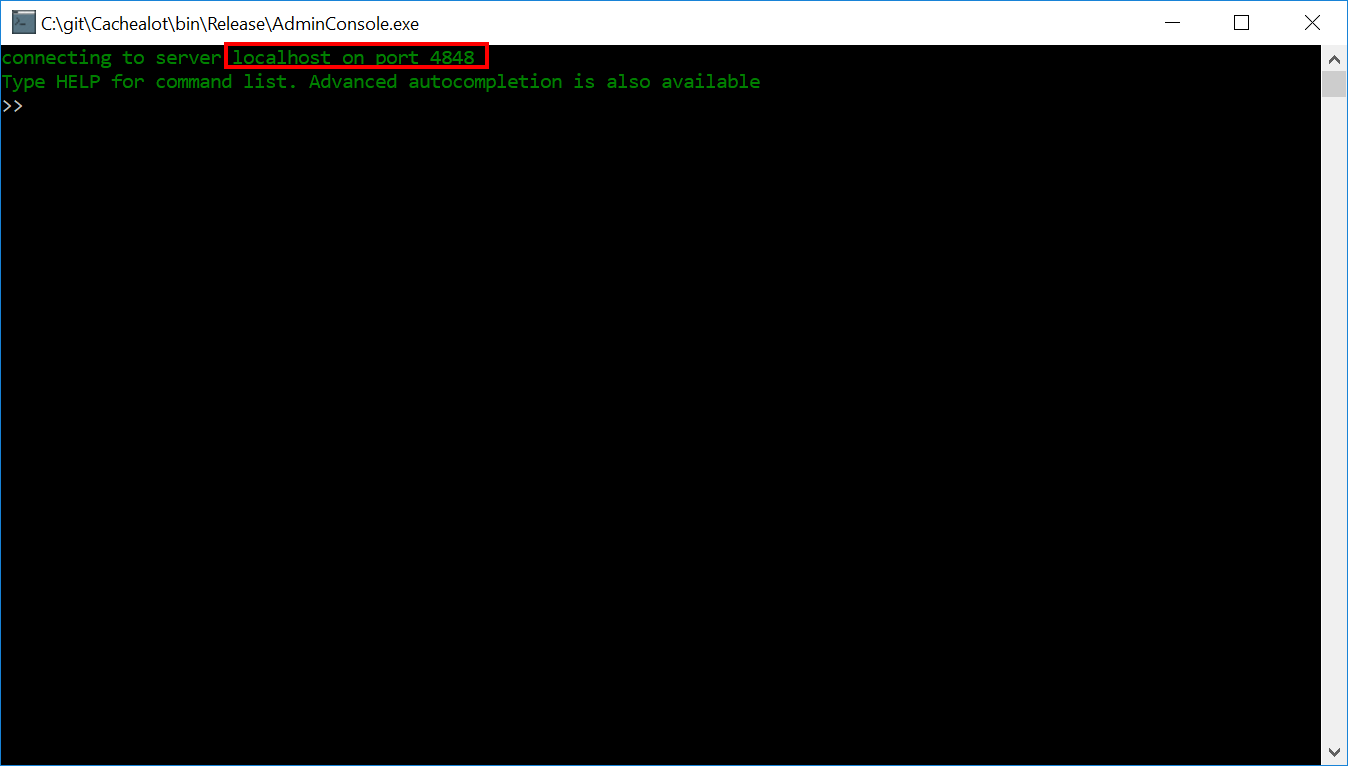 C:\git\Cachealot\bin\Release\AdminConsole.exe
connecting to server localhost on port 4848
Type HELP for command list. Advanced autocompletion is also available
>>